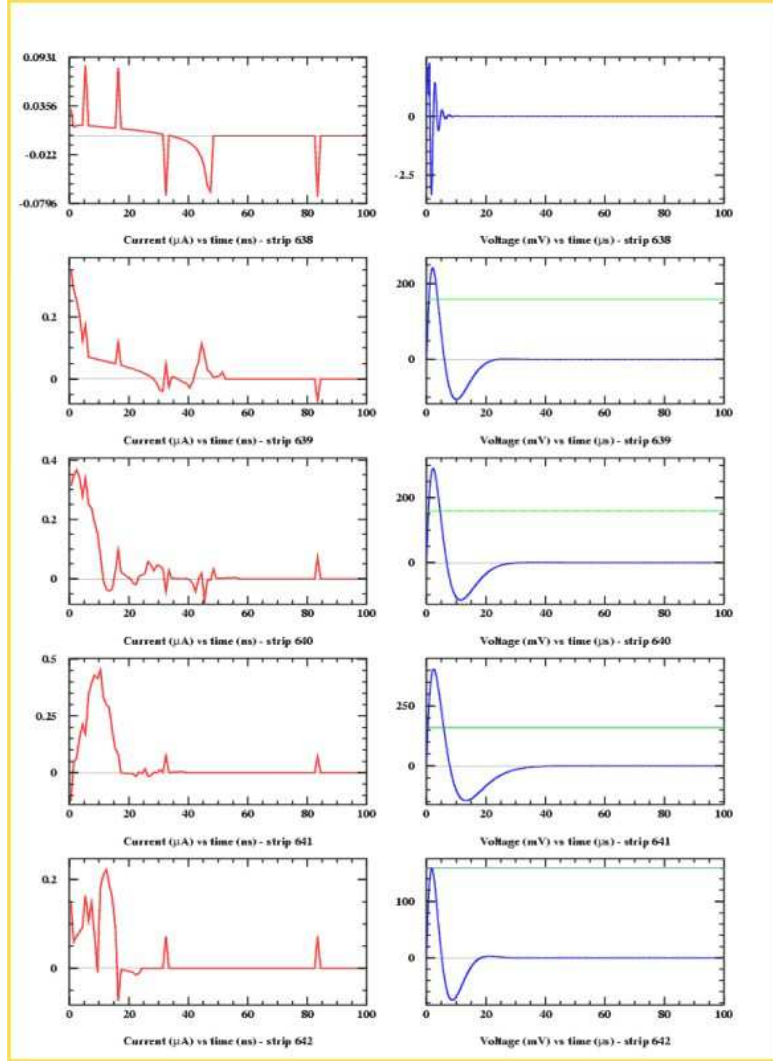 0.0931
0.0356
-0.022
-0.0796
0 20 40 60 80 100
Current (μA) vs time (ns) - strip 638
0
-2.5
0 20 40 60 80 100
Voltage (mV) vs time (μs) - strip 638
0.2
0
0 20 40 60 80 100
Current (μA) vs time (ns) - strip 639
200
0
0 20 40 60 80 100
Voltage (mV) vs time (μs) - strip 639
0.4
0.2
0
0 20 40 60 80 100
Current (μA) vs time (ns) - strip 640
200
0
0 20 40 60 80 100
Voltage (mV) vs time (μs) - strip 640
0.5
0.25
0
0 20 40 60 80 100
Current (μA) vs time (ns) - strip 641
250
0
0 20 40 60 80 100
Voltage (mV) vs time (μs) - strip 641
0.2
0
0 20 40 60 80 100
Current (μA) vs time (ns) - strip 642
100
0
0 20 40 60 80 100
Voltage (mV) vs time (μs) - strip 642